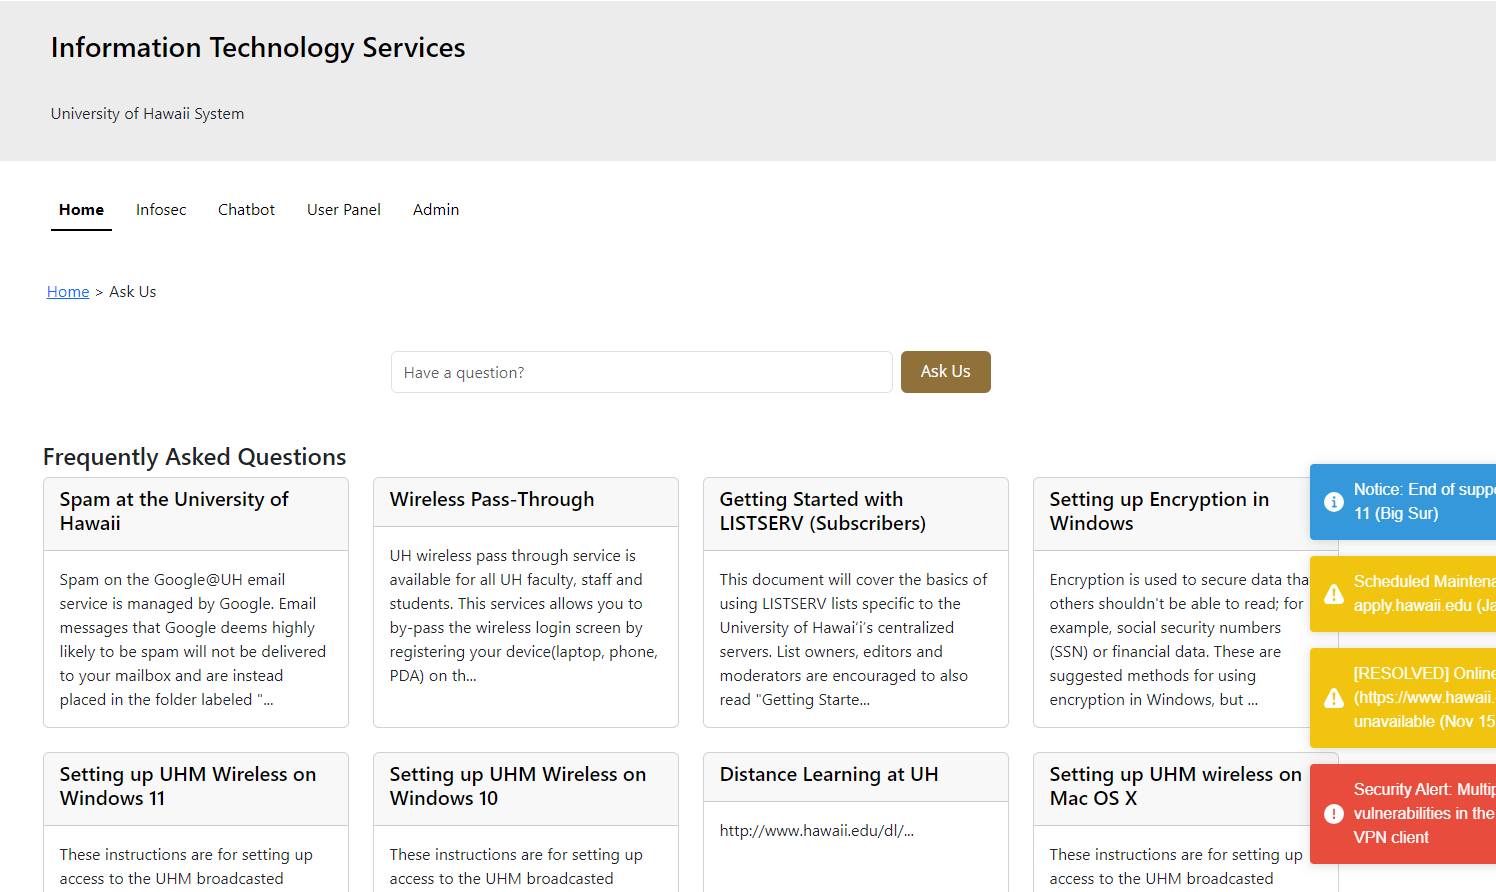 Information Technology Services
University of Hawaii System
Home Infosec Chatbot User Panel Admin
Home > Ask Us
Have a question? Ask Us
Frequently Asked Questions
Spam at the University of
Hawaii
Spam on the Google@UH email
service is managed by Google. Email
messages that Google deems highly
likely to be spam will not be delivered
to your mailbox and are instead
placed in the folder labeled "...
Wireless Pass-Through
UH wireless pass through service is
available for all UH faculty, staff and
students. This services allows you to
by-pass the wireless login screen by
registering your device(laptop, phone,
PDA) on th...
Getting Started with
LISTSERV (Subscribers)
This document will cover the basics of
using LISTSERV lists specific to the
University of Hawaiʻi's centralized
servers. List owners, editors and
moderators are encouraged to also
read "Getting Starte...
Setting up Encryption in
Windows
Encryption is used to secure data tha
others shouldn't be able to read; for
example, social security numbers
(SSN) or financial data. These are
suggested methods for using
encryption in Windows, but ...
Setting up UHM Wireless on
Windows 11
These instructions are for setting up
access to the UHM broadcasted
Setting up UHM Wireless on
Windows 10
These instructions are for setting up
access to the UHM broadcasted
Distance Learning at UH
http://www.hawaii.edu/dl/...
Setting up UHM wireless on
Mac OS X
These instructions are for setting up
access to the UHM broadcasted
Notice: End of suppo
11 (Big Sur)
Scheduled Maintena
apply.hawaii.edu (Ja
[RESOLVED] Online
(https://www.hawaii.
unavailable (Nov 15
Security Alert: Multip
vulnerabilities in the
VPN client